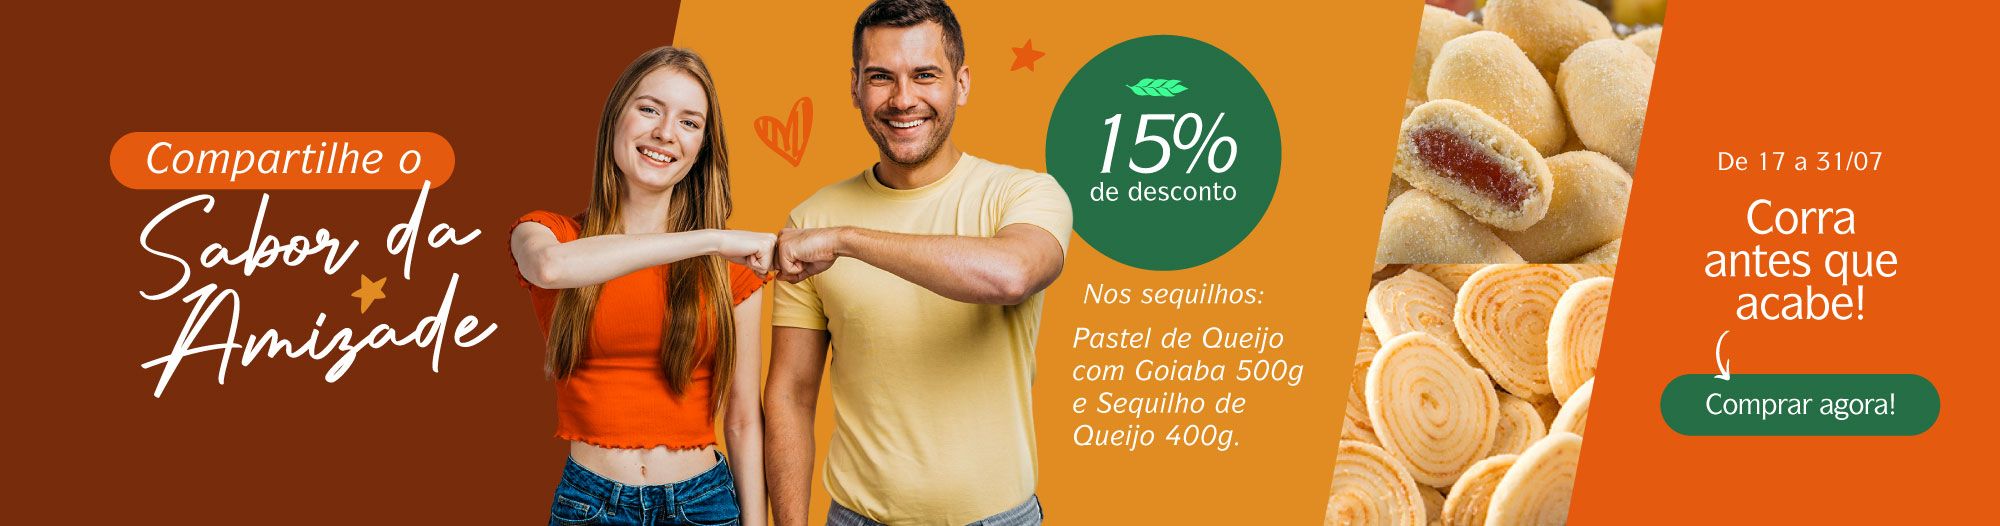 Compartilhe o
Sabor da
Amizade
15%
de desconto
Nos sequilhos:
Pastel de Queijo
com Goiaba 500g
e Sequilho de
Queijo 400g.
De 17 a 31/07
Corra
antes que
acabe!
Comprar agora!